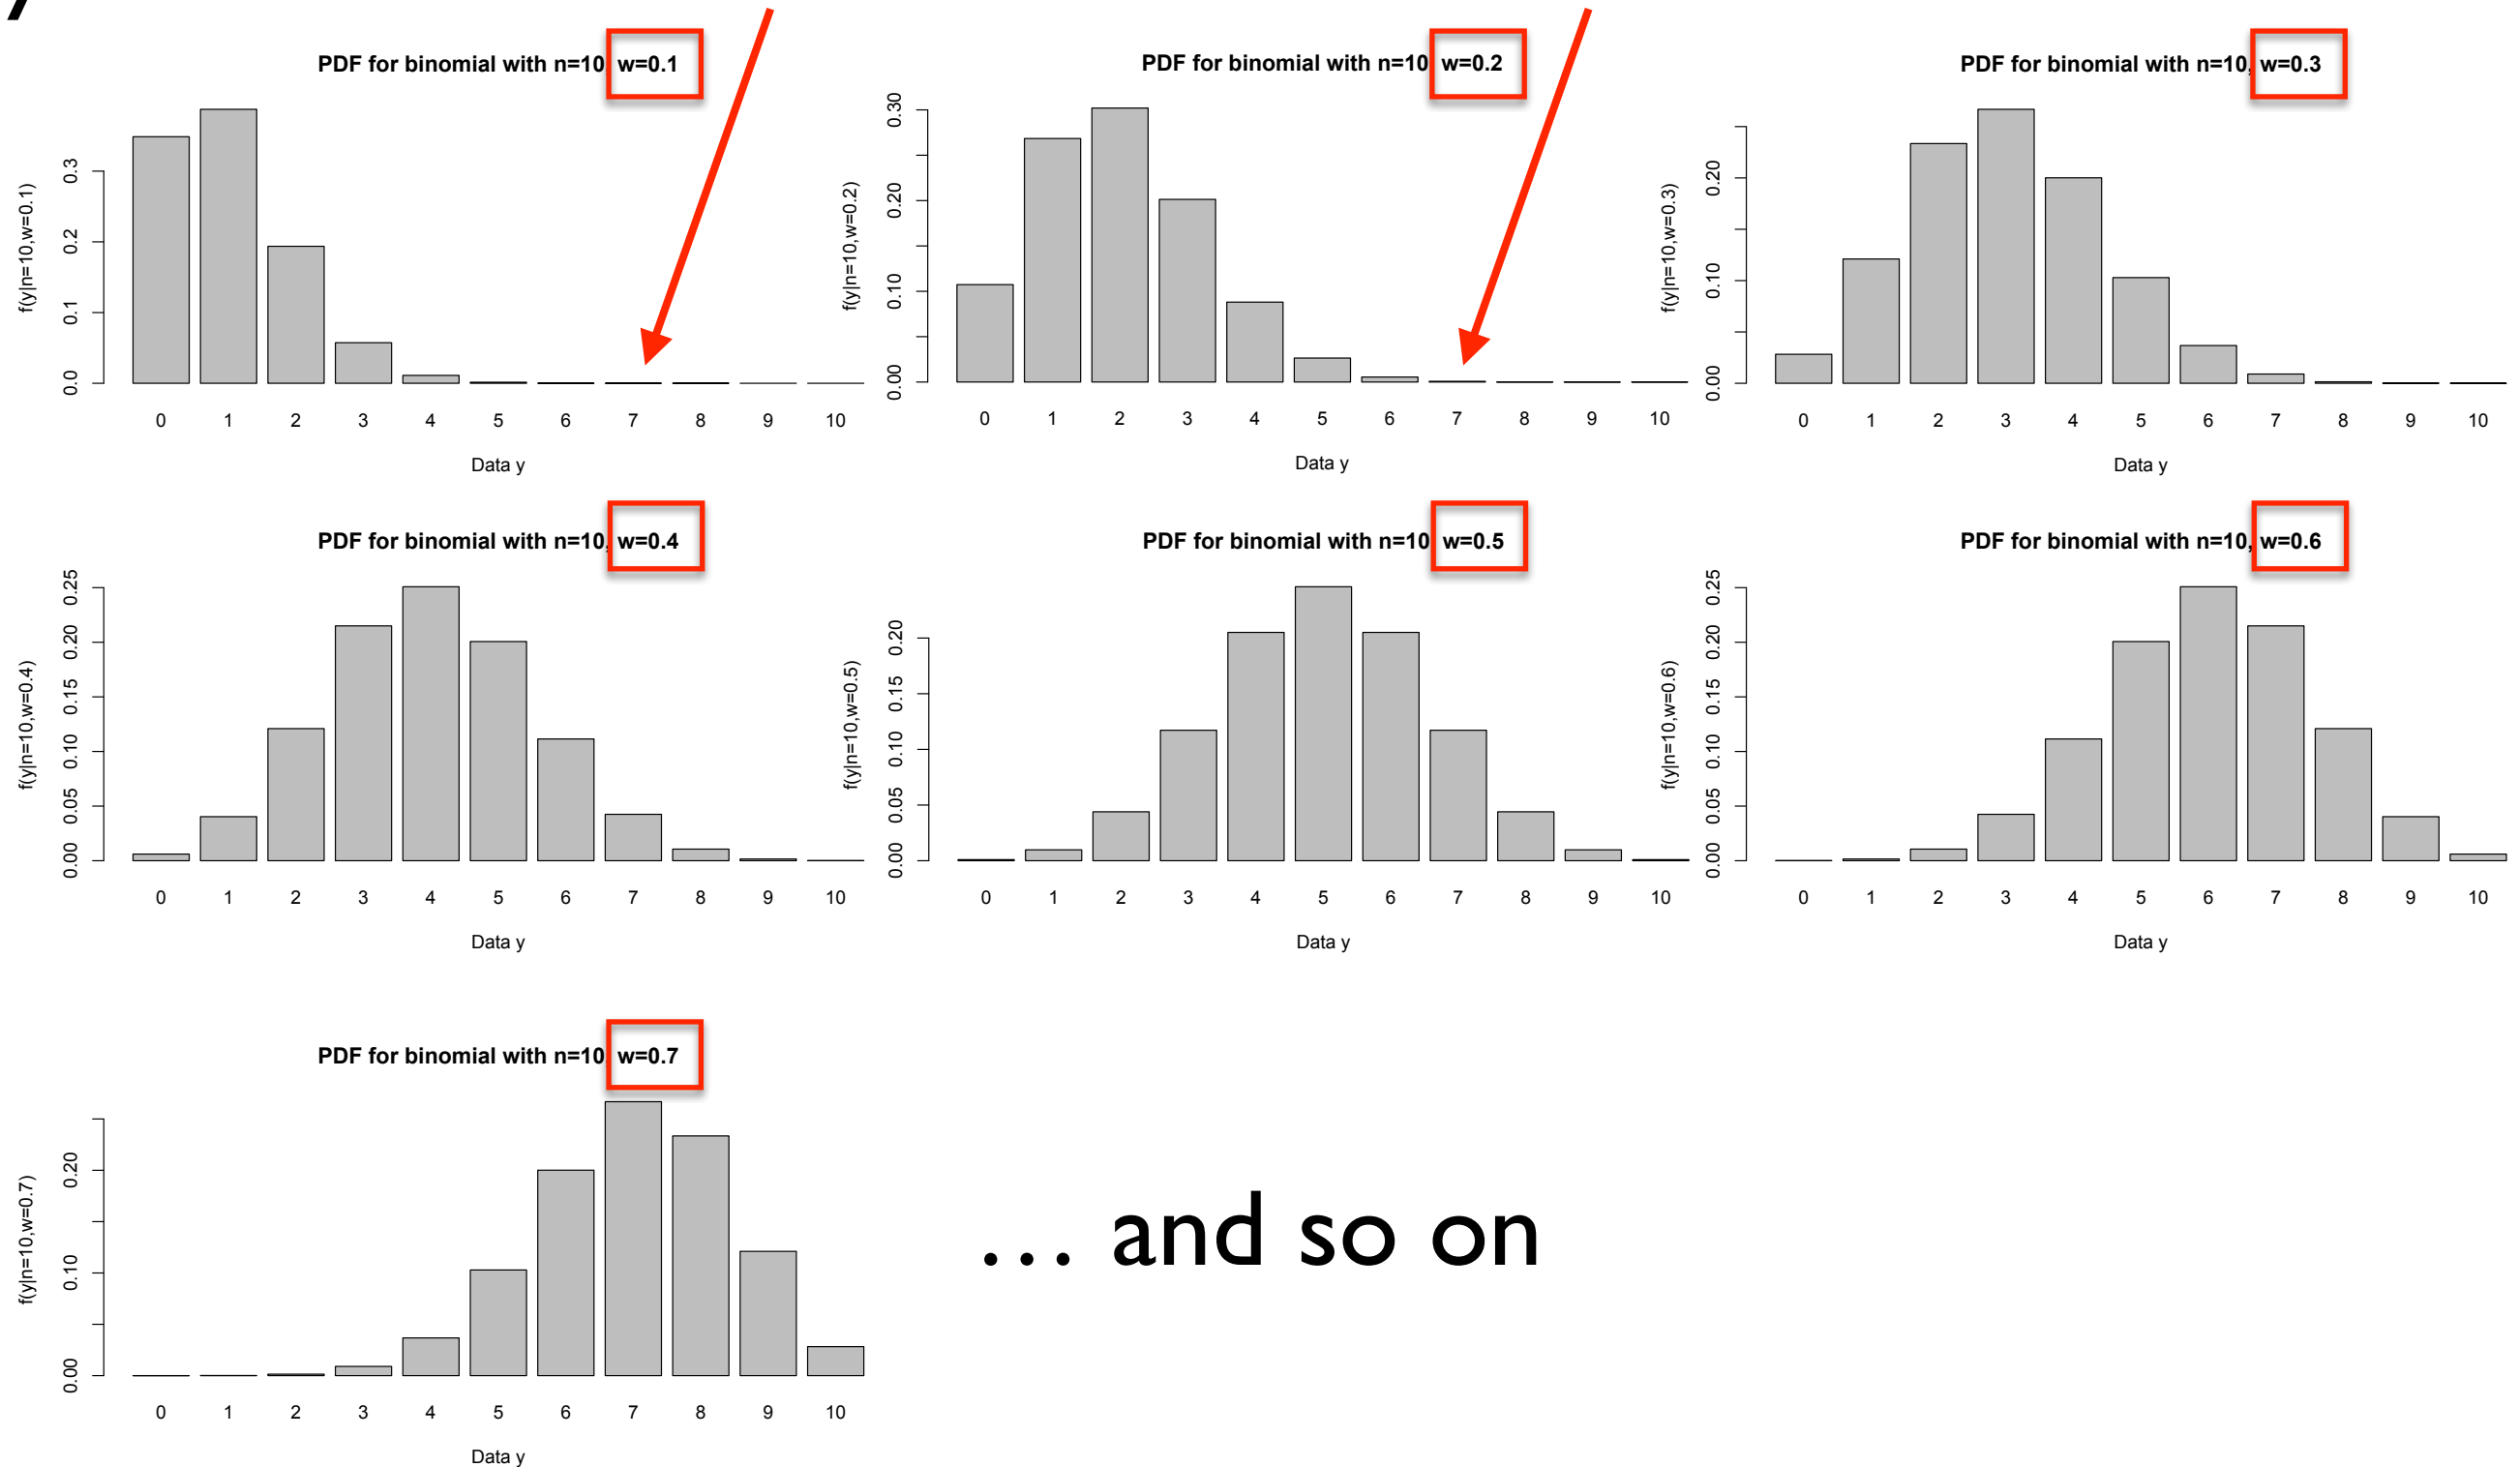 PDF for binomial with n=10, w=0.1
f(y|n=10,w=0.1)
0.0 0.1 0.2 0.3
0 1 2 3 4 5 6 7 8 9 10
Data y
PDF for binomial with n=10 w=0.2
f(y|n=10,w=0.2)
0.00 0.10 0.20 0.30
0 1 2 3 4 5 6 7 8 9 10
Data y
PDF for binomial with n=10, w=0.3
f(y|n=10,w=0.3)
0.00 0.10 0.20
0 1 2 3 4 5 6 7 8 9 10
Data y
PDF for binomial with n=10, w=0.4
f(y|n=10,w=0.4)
0.00 0.05 0.10 0.15 0.20 0.25
0 1 2 3 4 5 6 7 8 9 10
Data y
PDF for binomial with n=10 w=0.5
f(y|n=10,w=0.5)
0.00 0.05 0.10 0.15 0.20
0 1 2 3 4 5 6 7 8 9 10
Data y
PDF for binomial with n=10, w=0.6
f(y|n=10,w=0.6)
0.00 0.05 0.10 0.15 0.20 0.25
0 1 2 3 4 5 6 7 8 9 10
Data y
PDF for binomial with n=10 w=0.7
f(y|n=10,w=0.7)
0.00 0.10 0.20
0 1 2 3 4 5 6 7 8 9 10
Data y
... and so on